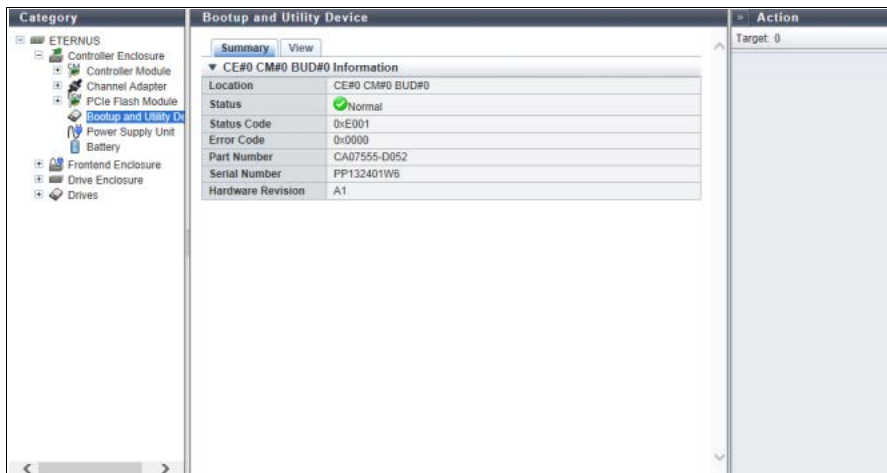 Category
ETERNUS
Controller Enclosure
Controller Module
Channel Adapter
PCIe Flash Module
Bootup and Utility De
Power Supply Unit
Battery
Frontend Enclosure
Drive Enclosure
Drives
Bootup and Utility Device
Summary View
▼ CE#0 CM#0 BUD#0 Information
Location CE#0 CM#0 BUD#0
Status Normal
Status Code 0xE001
Error Code 0x0000
Part Number CA07555-D052
Serial Number PP132401W6
Hardware Revision A1
» Action
Target: 0